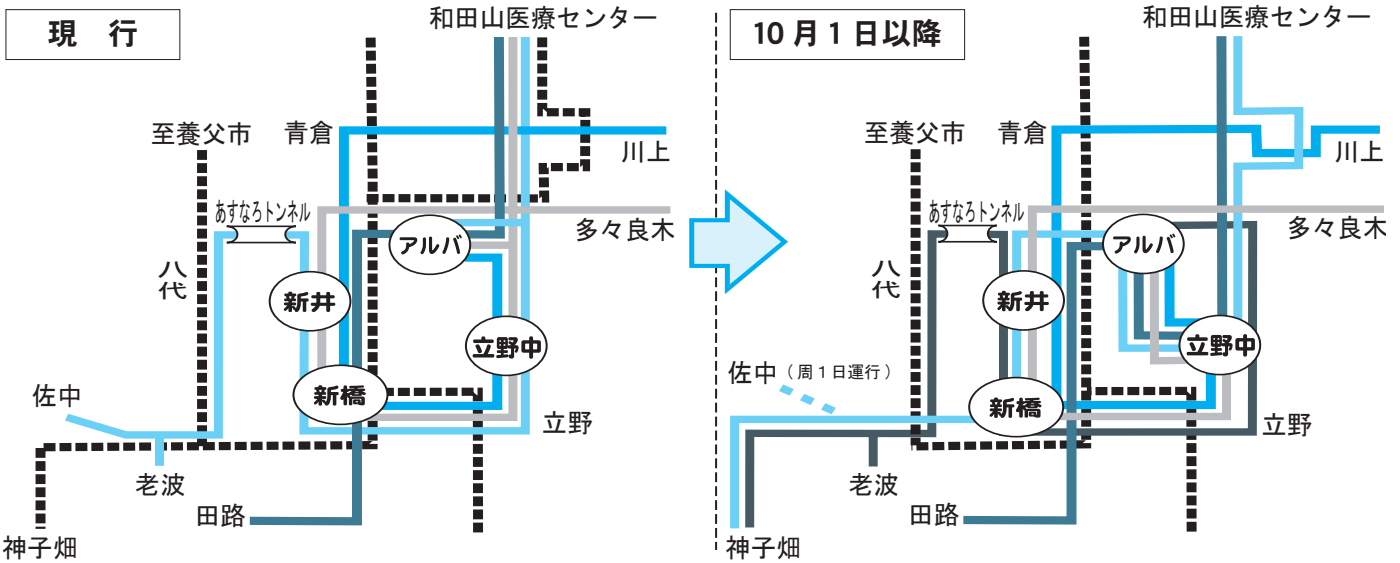 現 行
和田山医療センター
至養父市
青倉
川上
あすなろトンネル
多々良木
アルバ
八代
新井
立野中
新橋
佐中
立野
老波
田路
神子畑
10月1日以降
和田山医療センター
至養父市
青倉
川上
あすなろトンネル
多々良木
アルバ
八代
新井
立野中
佐中(周1日運行)
新橋
立野
老波
田路
神子畑